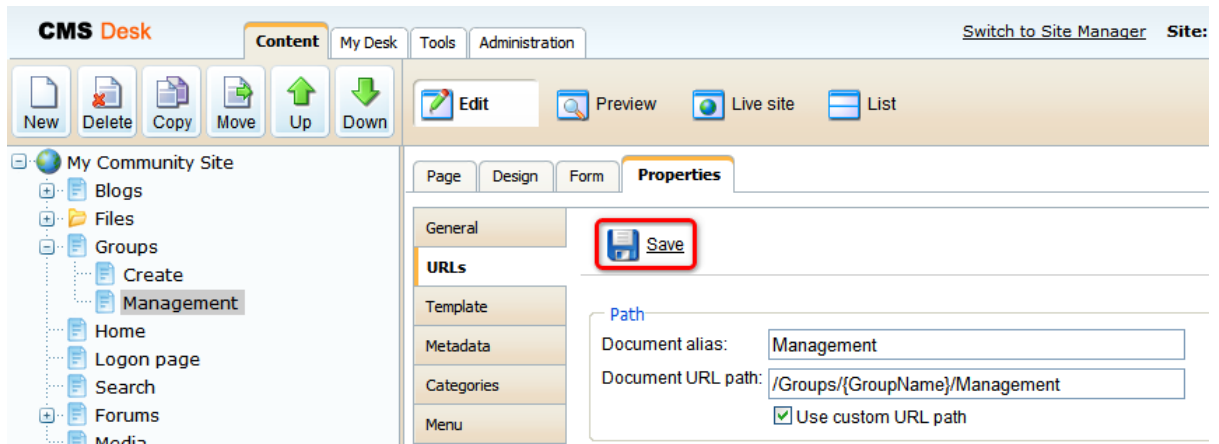 CMS Desk
Content My Desk Tools Administration
Switch to Site Manager Site:
New Delete Copy Move Up Down
Edit Preview Live site List
My Community Site
Blogs
Files
Groups
Create
Management
Home
Logon page
Search
Forums
Media
Page Design Form Properties
General
URLs
Template
Metadata
Categories
Menu
Save
Path
Document alias: Management
Document URL path: /Groups/{GroupName}/Management
Use custom URL path